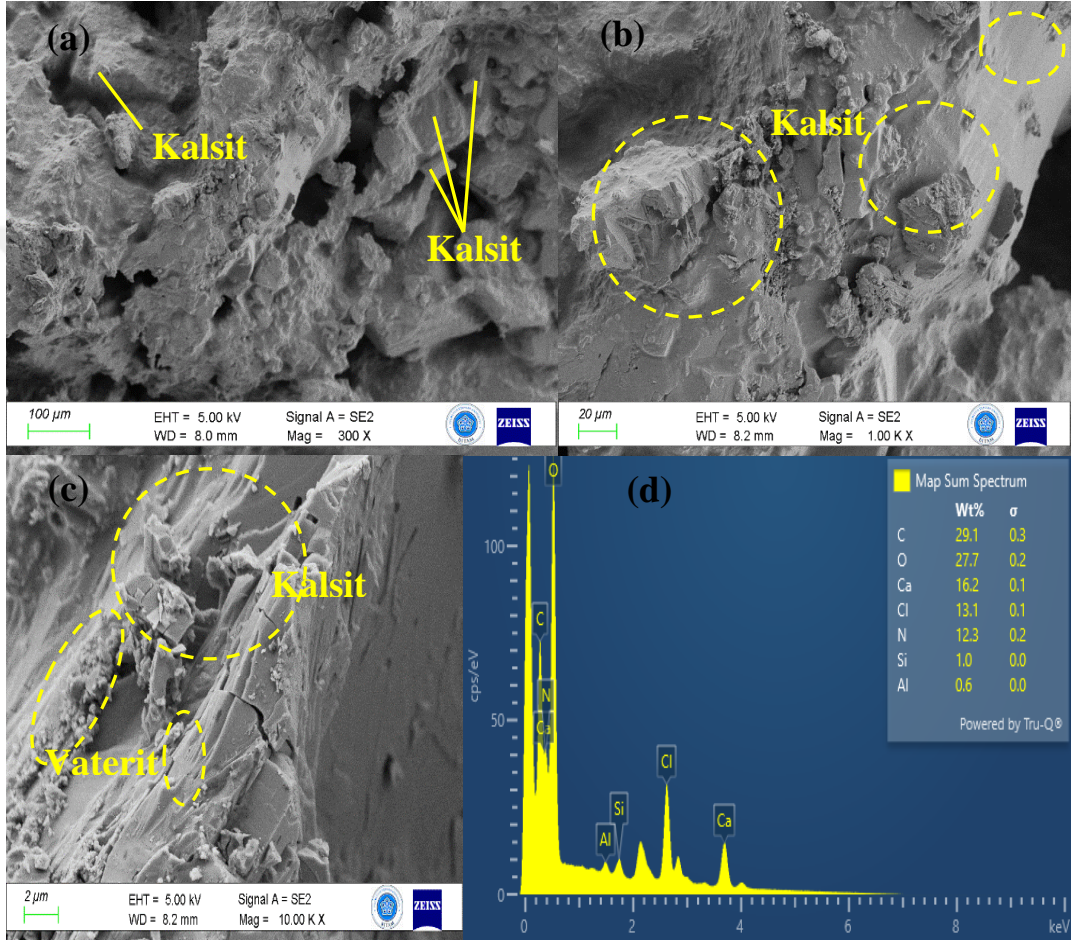 (a)
Kalsit
Kalsit
100 µm
EHT = 5.00 kV
Signal A = SE2
WD = 8.0 mm
Mag = 300 X
ZEISS
(b)
Kalsit
20 µm
EHT = 5.00 kV
Signal A = SE2
WD = 8.2 mm
Mag = 1.00 K X
ZEISS
(c)
Kalsit
Vaterit
2 µm
EHT = 5.00 kV
Signal A = SE2
WD = 8.2 mm
Mag = 10.00 K X
ZEISS
(d)
Map Sum Spectrum
Wt% σ
C 29.1 0.3
O 27.7 0.2
Ca 16.2 0.1
Cl 13.1 0.1
N 12.3 0.2
Si 1.0 0.0
Al 0.6 0.0
Powered by Tru-Q®
cps/eV
100
50
0
O
C
N
Ca
Al
Si
Cl
Ca
0 2 4 6 8 keV